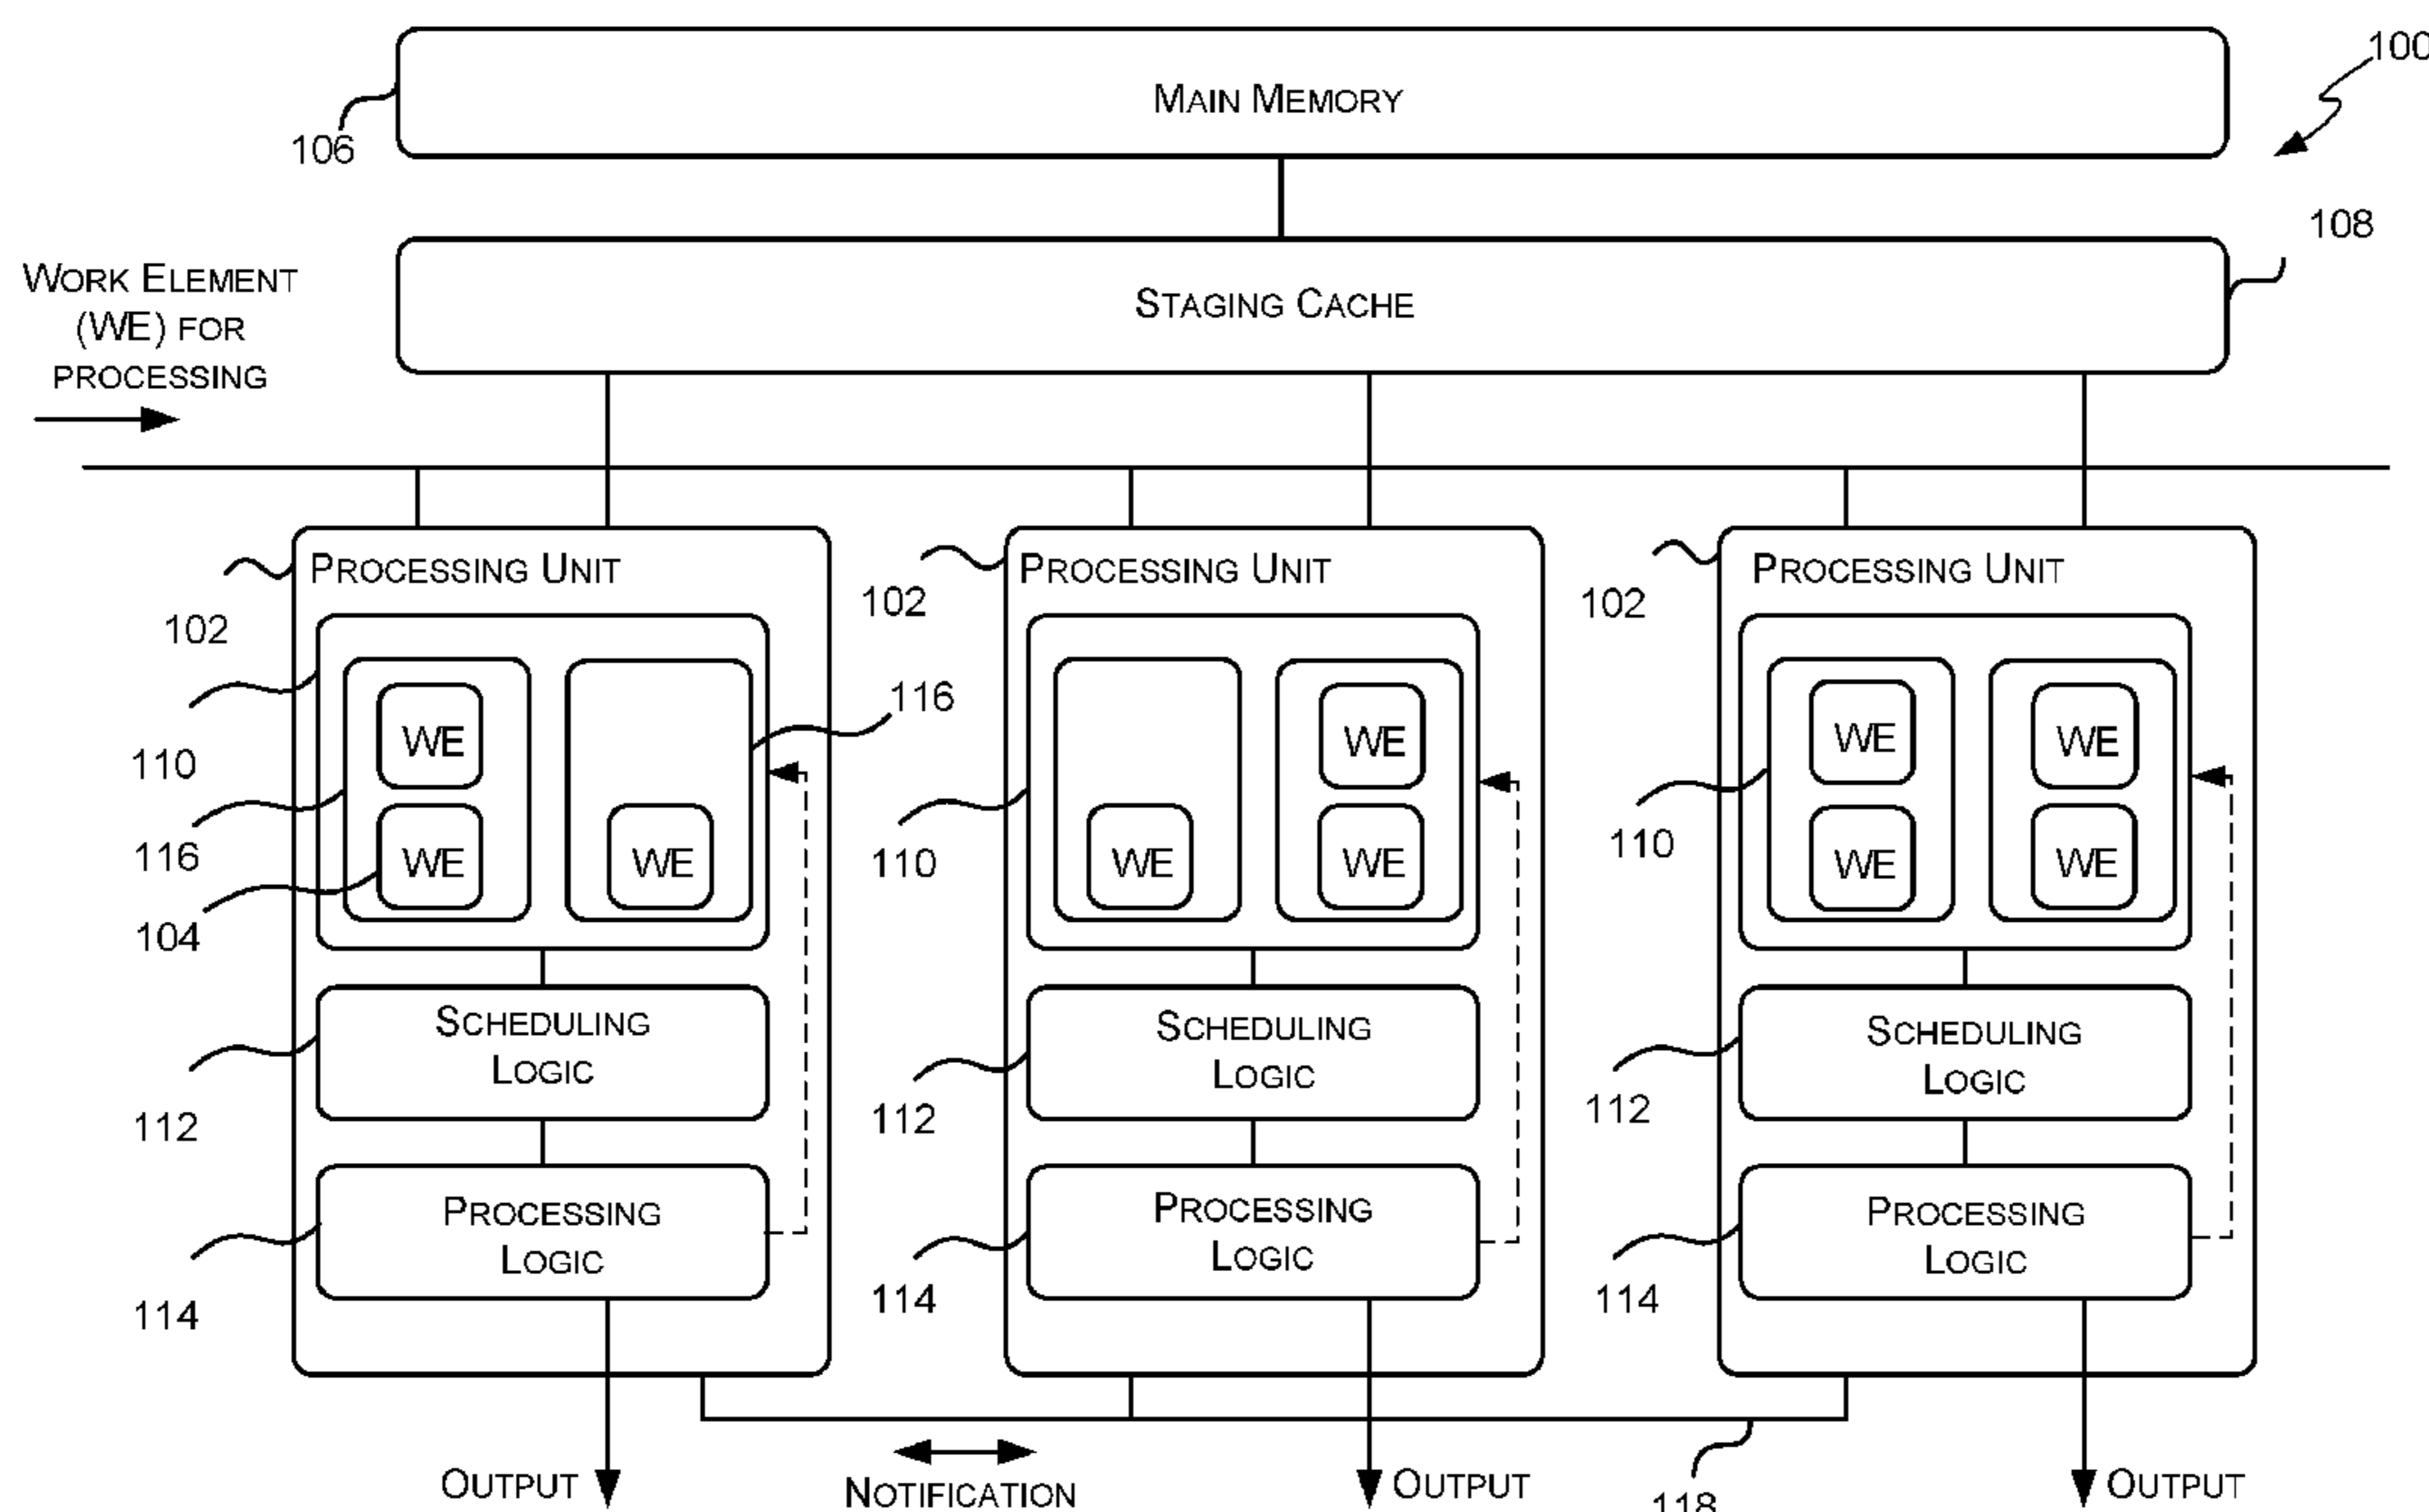 100
MAIN MEMORY
106
108
STAGING CACHE
WORK ELEMENT
(WE) FOR
PROCESSING
PROCESSING UNIT
PROCESSING UNIT
PROCESSING UNIT
102
102
102
116
WE
WE
WE
WE
WE
110
110
110
116
WE
WE
WE
WE
WE
WE
104
SCHEDULING
LOGIC
SCHEDULING
LOGIC
SCHEDULING
LOGIC
112
112
112
PROCESSING
LOGIC
PROCESSING
LOGIC
PROCESSING
LOGIC
114
114
114
OUTPUT
NOTIFICATION
OUTPUT
118
OUTPUT